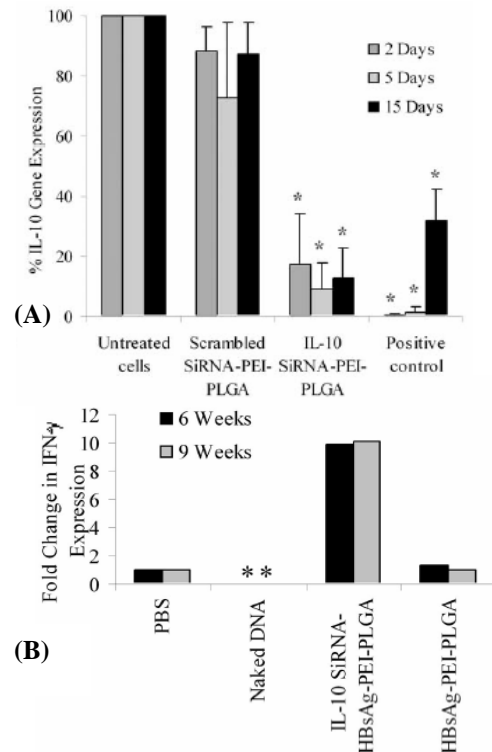 100
80
60
40
20
0
% IL-10 Gene Expression
2 Days
5 Days
15 Days
* * *
* * *
(A)
Untreated
cells
Scrambled
SiRNA-PEI-
PLGA
IL-10
SiRNA-PEI-
PLGA
Positive
control
12
10
8
6
4
2
0
Fold Change in IFN-γ
Expression
6 Weeks
9 Weeks
**
(B)
PBS
Naked DNA
IL-10 SiRNA-
HBsAg-PEI-PLGA
HBsAg-PEI-PLGA